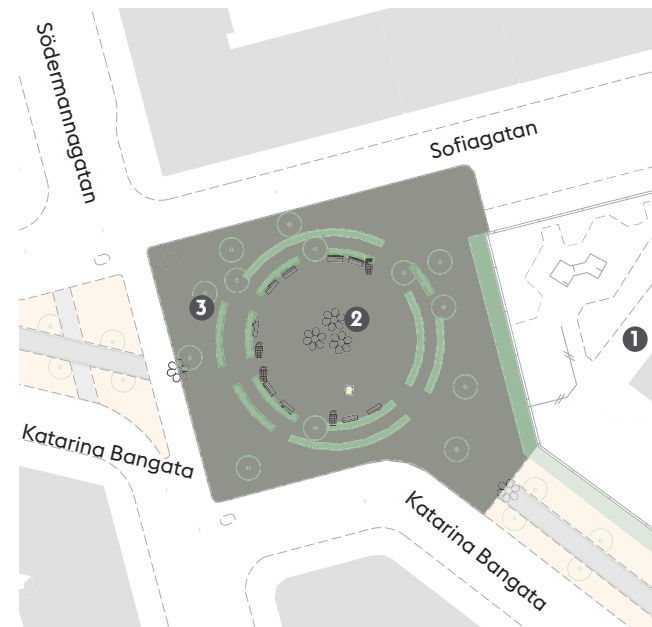 Södermannagatan
Sofiagatan
3
2
1
Katarina Bangata
Katarina Bangata